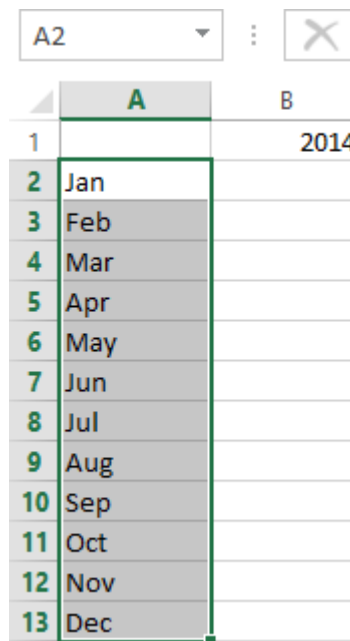 A2
A B
1 2014
2 Jan
3 Feb
4 Mar
5 Apr
6 May
7 Jun
8 Jul
9 Aug
10 Sep
11 Oct
12 Nov
13 Dec